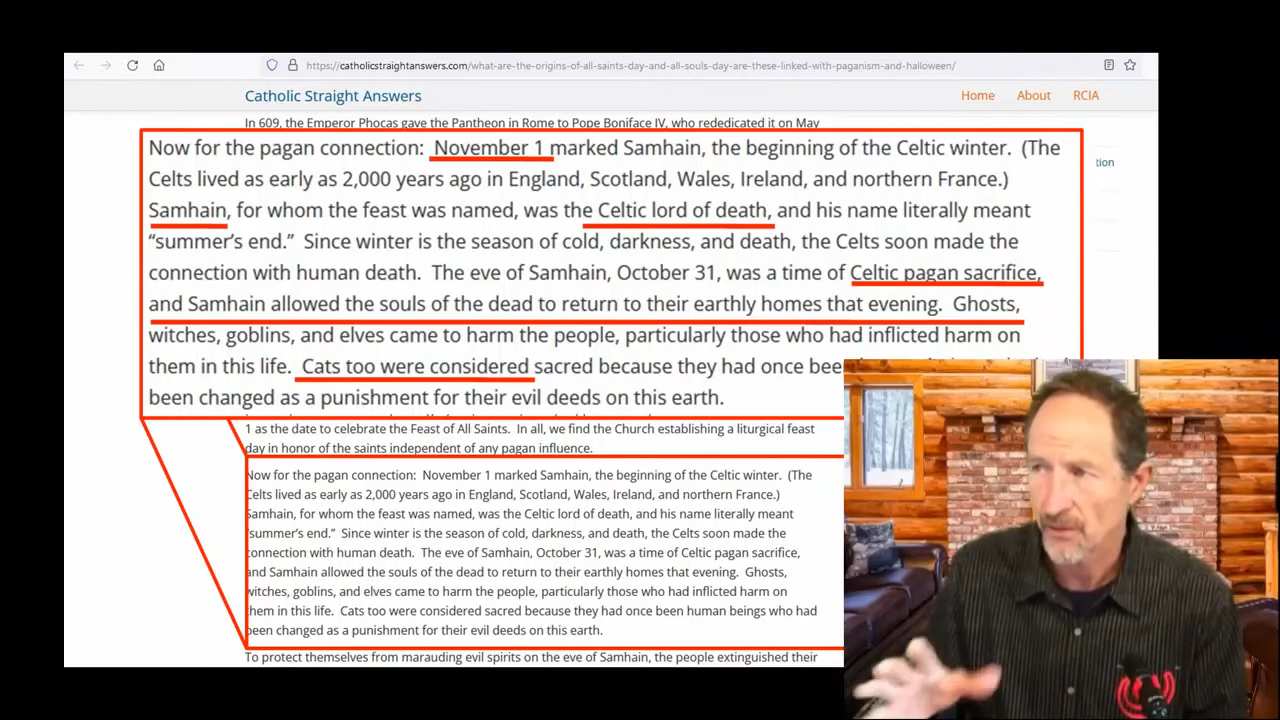 https://catholicstraightanswers.com/what-are-the-origins-of-all-saints-day-and-all-souls-day-are-these-linked-with-paganism-and-halloween/
Catholic Straight Answers
Home About RCIA
In 609, the Emperor Phocas gave the Pantheon in Rome to Pope Boniface IV, who rededicated it on May
Now for the pagan connection: November 1 marked Samhain, the beginning of the Celtic winter. (The
Celts lived as early as 2,000 years ago in England, Scotland, Wales, Ireland, and northern France.)
Samhain, for whom the feast was named, was the Celtic lord of death, and his name literally meant
“summer’s end.” Since winter is the season of cold, darkness, and death, the Celts soon made the
connection with human death. The eve of Samhain, October 31, was a time of Celtic pagan sacrifice,
and Samhain allowed the souls of the dead to return to their earthly homes that evening. Ghosts,
witches, goblins, and elves came to harm the people, particularly those who had inflicted harm on
them in this life. Cats too were considered sacred because they had once bee
been changed as a punishment for their evil deeds on this earth.
tion
1 as the date to celebrate the Feast of All Saints. In all, we find the Church establishing a liturgical feast
day in honor of the saints independent of any pagan influence.
Now for the pagan connection: November 1 marked Samhain, the beginning of the Celtic winter. (The
Celts lived as early as 2,000 years ago in England, Scotland, Wales, Ireland, and northern France.)
Samhain, for whom the feast was named, was the Celtic lord of death, and his name literally meant
“summer’s end.” Since winter is the season of cold, darkness, and death, the Celts soon made the
connection with human death. The eve of Samhain, October 31, was a time of Celtic pagan sacrifice,
and Samhain allowed the souls of the dead to return to their earthly homes that evening. Ghosts,
witches, goblins, and elves came to harm the people, particularly those who had inflicted harm on
them in this life. Cats too were considered sacred because they had once been human beings who had
been changed as a punishment for their evil deeds on this earth.
To protect themselves from marauding evil spirits on the eve of Samhain, the people extinguished their